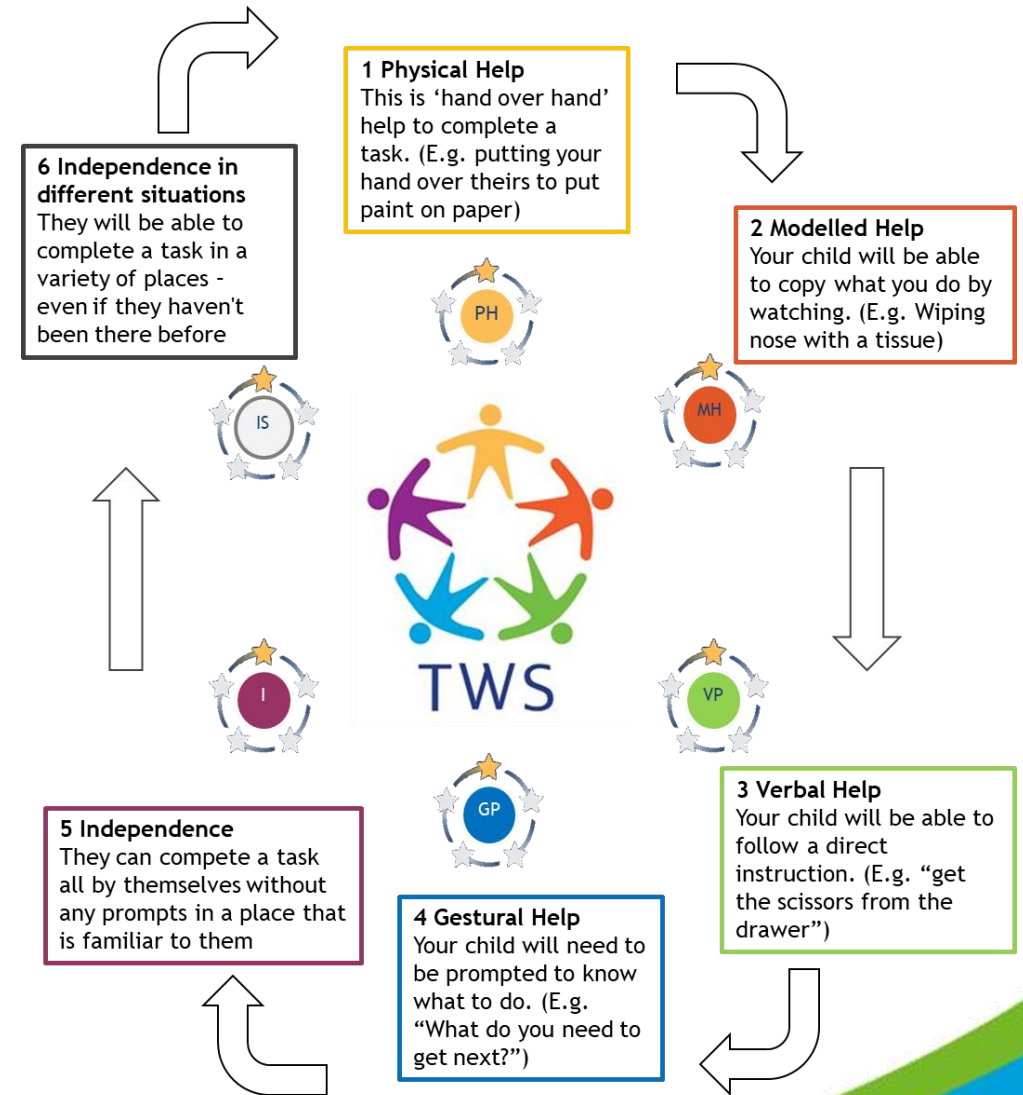 1 Physical Help
This is ‘hand over hand’
help to complete a
task. (E.g. putting your
hand over theirs to put
paint on paper)
6 Independence in
different situations
They will be able to
complete a task in a
variety of places -
even if they haven't
been there before
2 Modelled Help
Your child will be able
to copy what you do by
watching. (E.g. Wiping
nose with a tissue)
PH
MH
IS
TWS
I
VP
GP
3 Verbal Help
Your child will be able to
follow a direct
instruction. (E.g. “get
the scissors from the
drawer”)
5 Independence
They can compete a task
all by themselves without
any prompts in a place that
is familiar to them
4 Gestural Help
Your child will need to
be prompted to know
what to do. (E.g.
“What do you need to
get next?”)